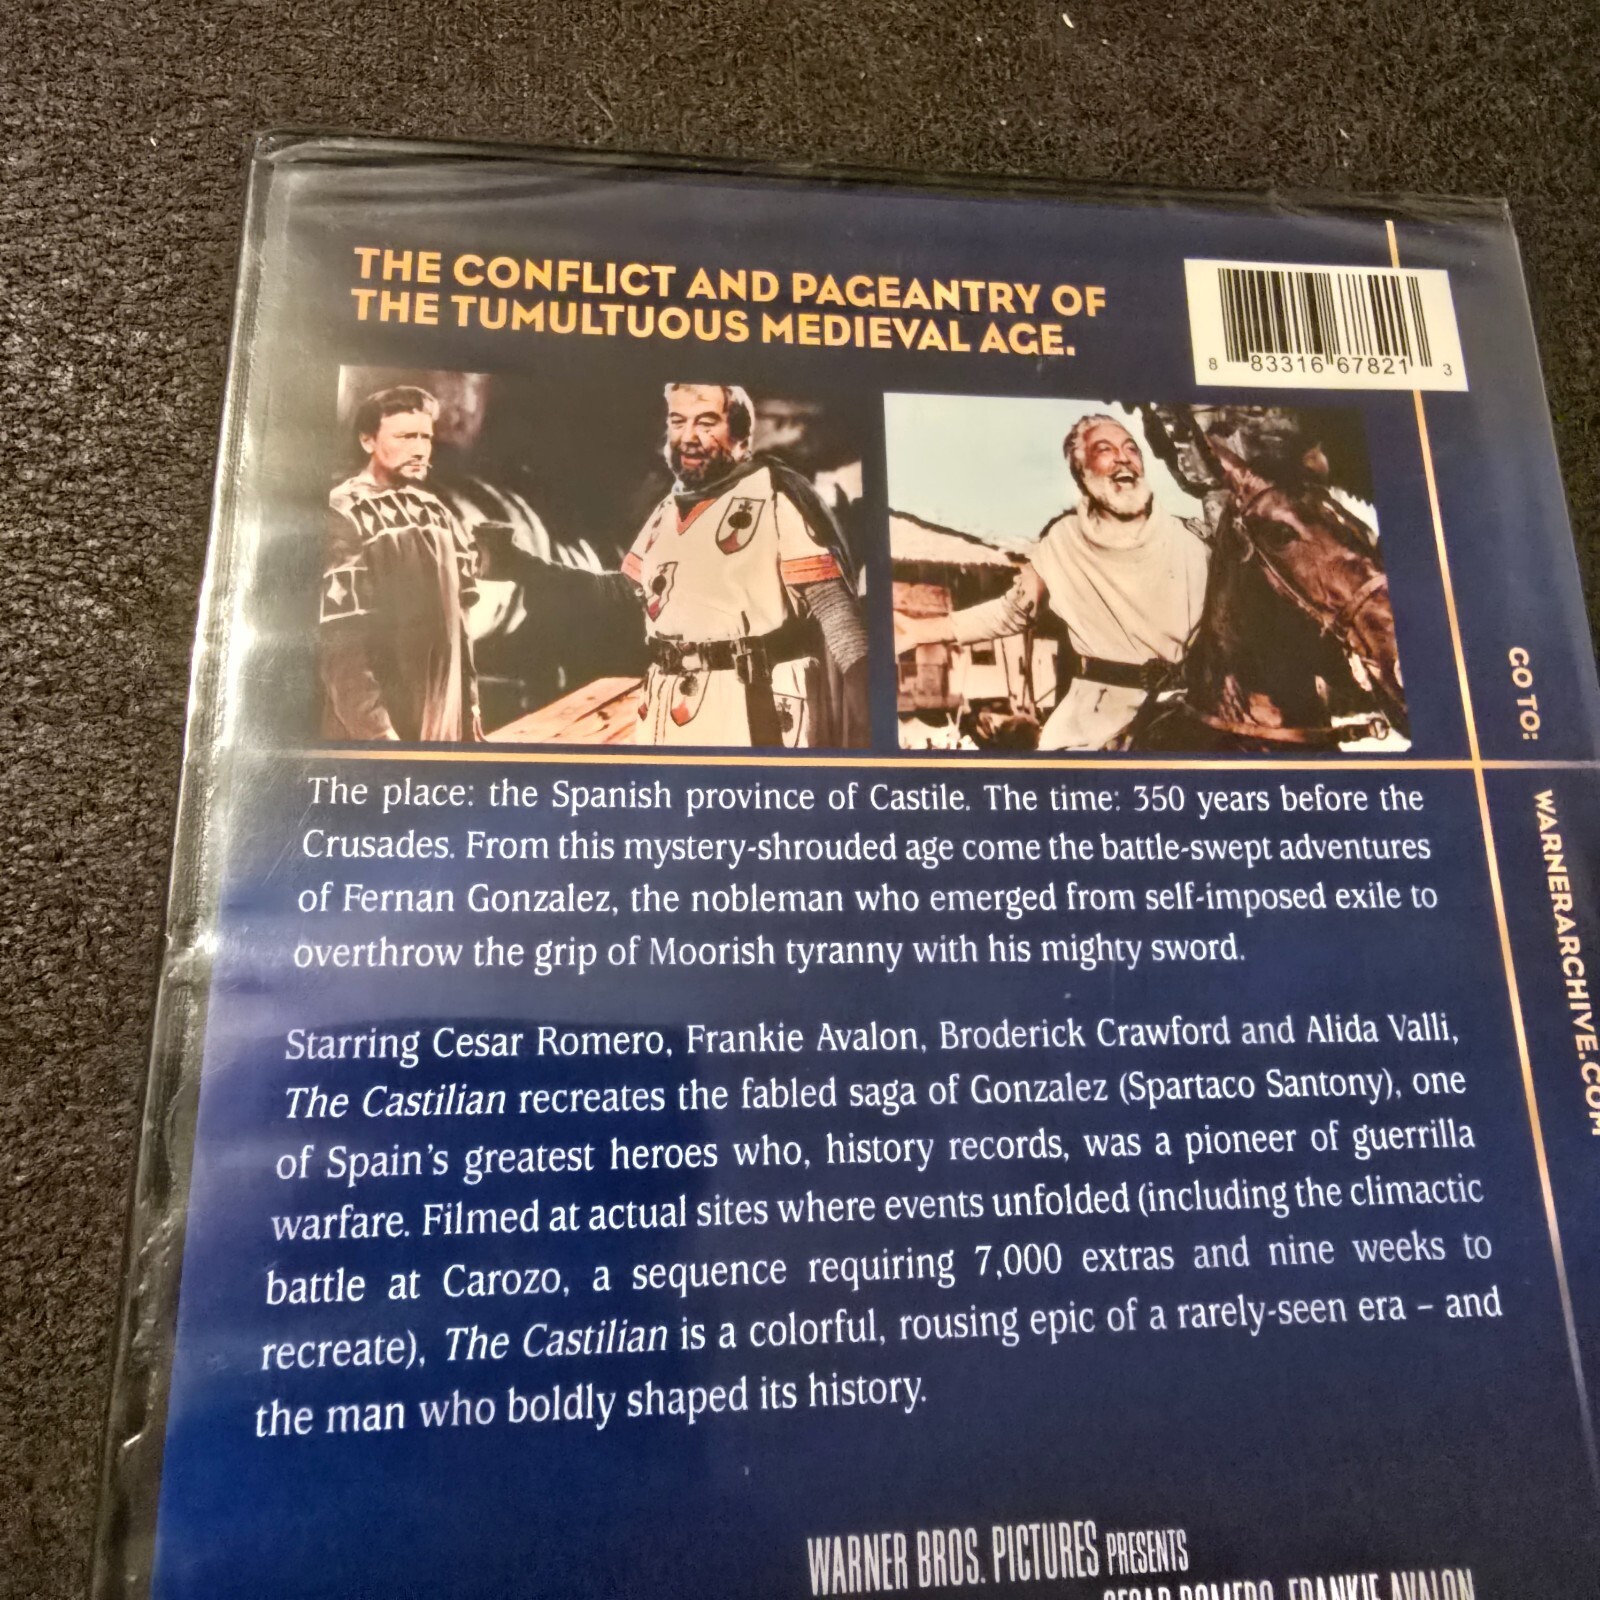 THE CONFLICT AND PAGEANTRY OF
THE TUMULTUOUS MEDIEVAL AGE.
8 83316 67821 3
The place: the Spanish province of Castile. The time: 350 years before the
Crusades. From this mystery-shrouded age come the battle-swept adventures
of Fernan Gonzalez, the nobleman who emerged from self-imposed exile to
overthrow the grip of Moorish tyranny with his mighty sword.
Starring Cesar Romero, Frankie Avalon, Broderick Crawford and Alida Valli,
The Castilian recreates the fabled saga of Gonzalez (Spartaco Santony), one
of Spain's greatest heroes who, history records, was a pioneer of guerrilla
warfare. Filmed at actual sites where events unfolded (including the climactic
battle at Carozo, a sequence requiring 7,000 extras and nine weeks to
recreate), The Castilian is a colorful, rousing epic of a rarely-seen era – and
the man who boldly shaped its history.
WARNER BROS. PICTURES PRESENTS
CESAR ROMERO FRANKIE AVALON
GO TO: WARNERARCHIVE.COM